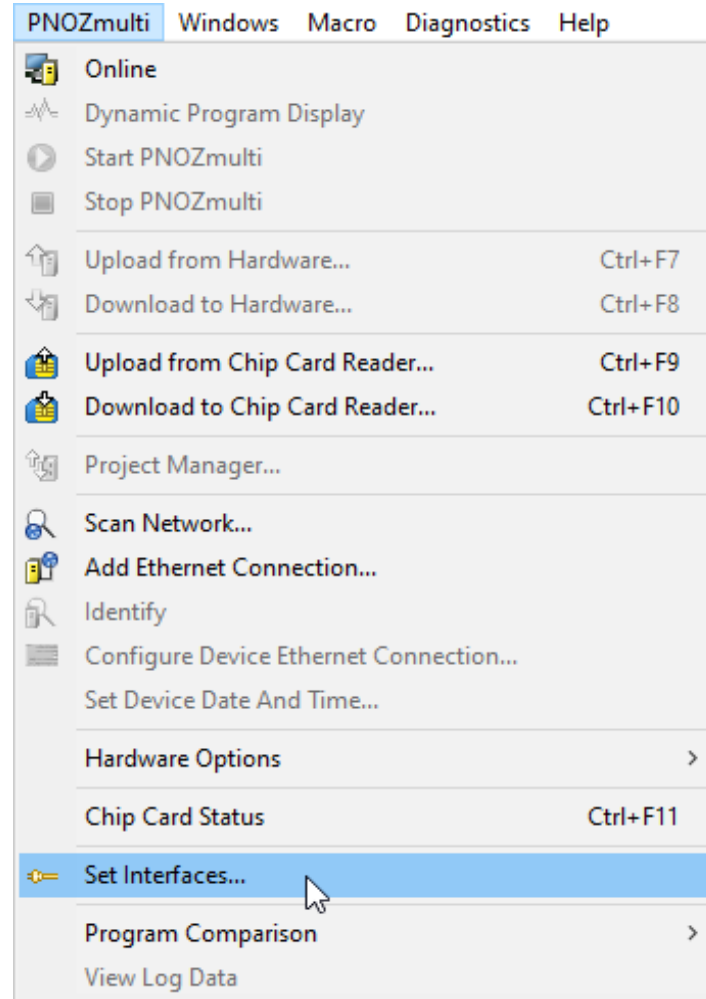 PNOZmulti Windows Macro Diagnostics Help
Online
Dynamic Program Display
Start PNOZmulti
Stop PNOZmulti
Upload from Hardware... Ctrl+F7
Download to Hardware... Ctrl+F8
Upload from Chip Card Reader... Ctrl+F9
Download to Chip Card Reader... Ctrl+F10
Project Manager...
Scan Network...
Add Ethernet Connection...
Identify
Configure Device Ethernet Connection...
Set Device Date And Time...
Hardware Options
Chip Card Status Ctrl+F11
Set Interfaces...
Program Comparison
View Log Data